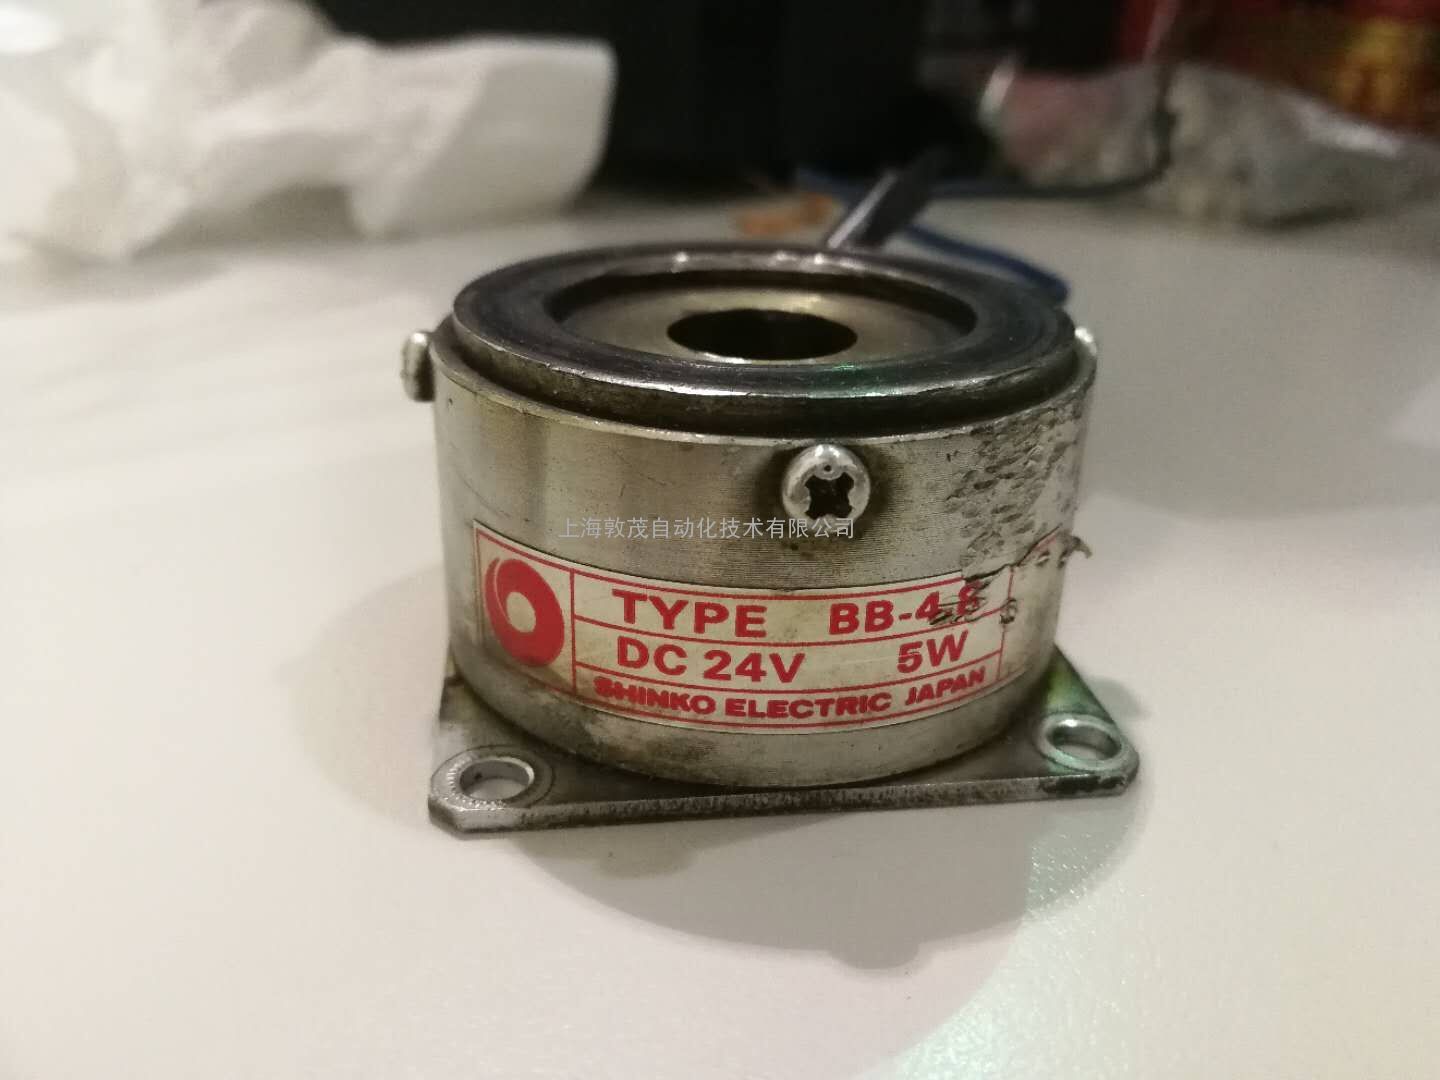 上海敦茂自动化技术有限公司
TYPE BB-4.8
DC 24V 5W
SHINKO ELECTRIC JAPAN